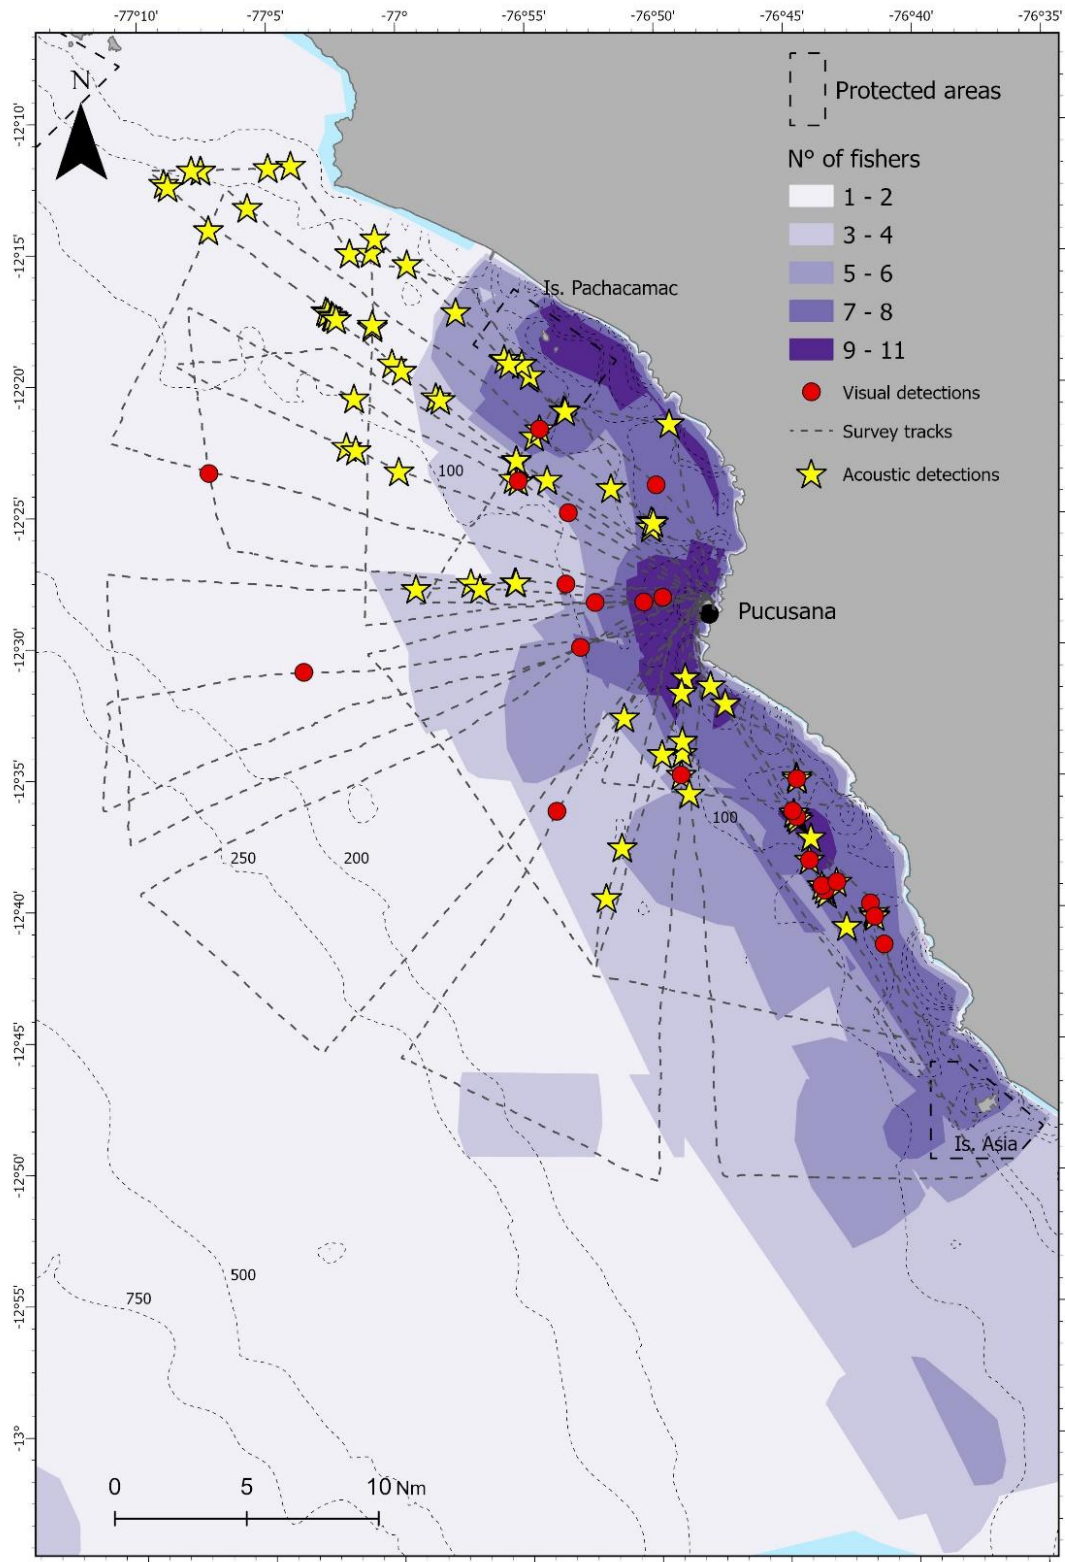 -77°10' -77°5' -77° -76°55' -76°50' -76°45' -76°40' -76°35'
N
Protected areas
N° of fishers
1 - 2
3 - 4
5 - 6
7 - 8
9 - 11
Visual detections
Survey tracks
Acoustic detections
-12°10'
-12°15'
-12°20'
-12°25'
-12°30'
-12°35'
-12°40'
-12°45'
-12°50'
-12°55'
-13°
Is. Pachacamac
100
Pucusana
100
250
200
Is. Asia
500
750
0 5 10 Nm